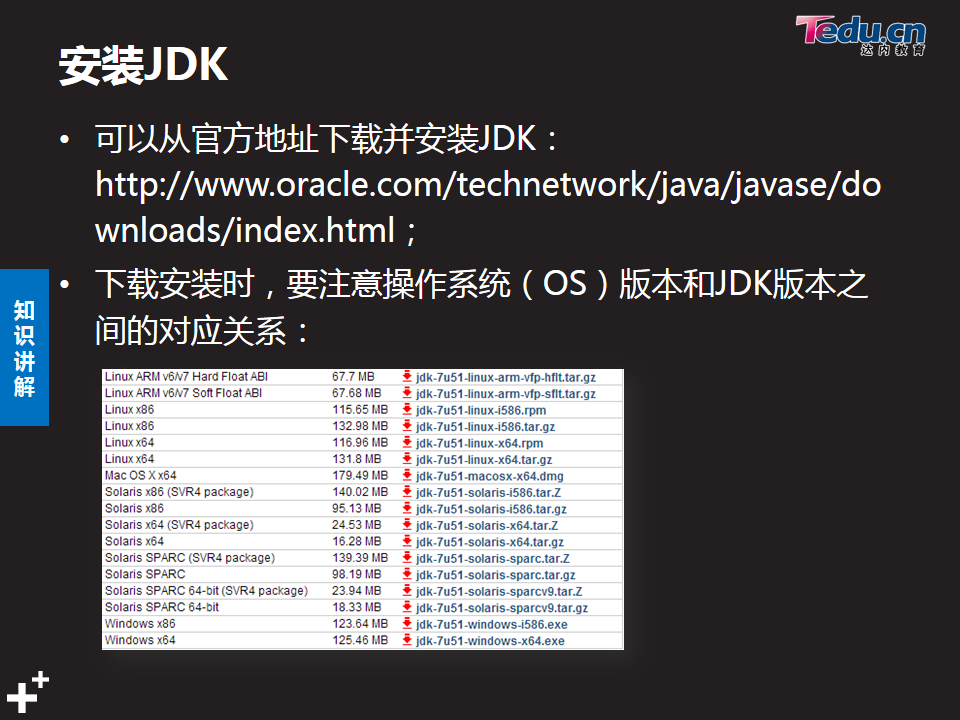 Tedu.cn
达内教育
安装JDK
• 可以从官方地址下载并安装JDK：
http://www.oracle.com/technetwork/java/javase/do
wnloads/index.html；
• 下载安装时，要注意操作系统（OS）版本和JDK版本之
间的对应关系：
知
识
讲
解
Linux ARM v6/v7 Hard Float ABI 67.7 MB jdk-7u51-linux-arm-vfp-hflt.tar.gz
Linux ARM v6/v7 Soft Float ABI 67.68 MB jdk-7u51-linux-arm-vfp-sflt.tar.gz
Linux x86 115.65 MB jdk-7u51-linux-i586.rpm
Linux x86 132.98 MB jdk-7u51-linux-i586.tar.gz
Linux x64 116.96 MB jdk-7u51-linux-x64.rpm
Linux x64 131.8 MB jdk-7u51-linux-x64.tar.gz
Mac OS X x64 179.49 MB jdk-7u51-macosx-x64.dmg
Solaris x86 (SVR4 package) 140.02 MB jdk-7u51-solaris-i586.tar.Z
Solaris x86 95.13 MB jdk-7u51-solaris-i586.tar.gz
Solaris x64 (SVR4 package) 24.53 MB jdk-7u51-solaris-x64.tar.Z
Solaris x64 16.28 MB jdk-7u51-solaris-x64.tar.gz
Solaris SPARC (SVR4 package) 139.39 MB jdk-7u51-solaris-sparc.tar.Z
Solaris SPARC 98.19 MB jdk-7u51-solaris-sparc.tar.gz
Solaris SPARC 64-bit (SVR4 package) 23.94 MB jdk-7u51-solaris-sparcv9.tar.Z
Solaris SPARC 64-bit 18.33 MB jdk-7u51-solaris-sparcv9.tar.gz
Windows x86 123.64 MB jdk-7u51-windows-i586.exe
Windows x64 125.46 MB jdk-7u51-windows-x64.exe